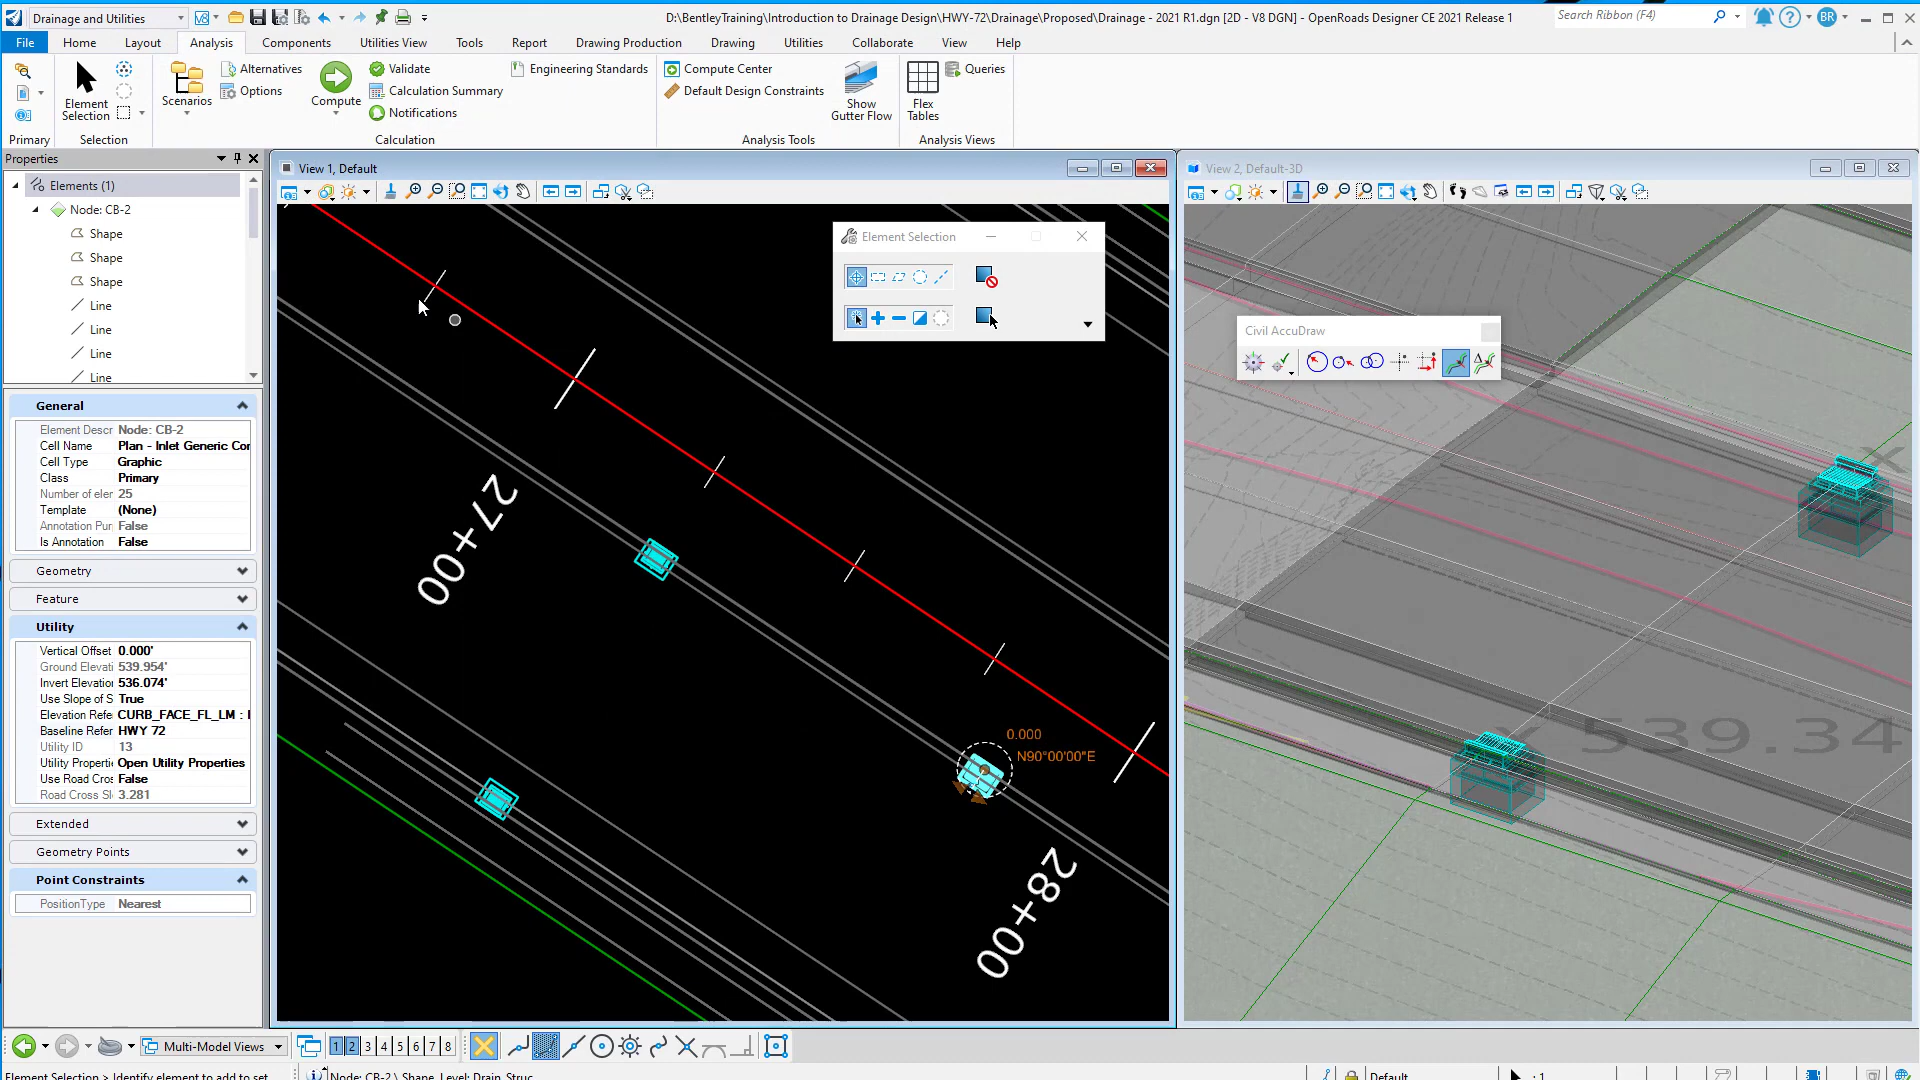 Drainage and Utilities
D:\BentleyTraining\Introduction to Drainage Design\HWY-72\Drainage\Proposed\Drainage - 2021 R1.dgn [2D - V8 DGN] - OpenRoads Designer CE 2021 Release 1
Search Ribbon (F4)
BR
File Home Layout Analysis Components Utilities View Tools Report Drawing Production Drawing Utilities Collaborate View Help
Element Selection
Scenarios
Alternatives
Options
Compute
Validate
Calculation Summary
Notifications
Engineering Standards
Compute Center
Default Design Constraints
Show Gutter Flow
Flex Tables
Queries
Primary Selection Calculation Analysis Tools Analysis Views
Properties
Elements (1)
Node: CB-2
Shape
Shape
Shape
Line
Line
Line
Line
General
Element Descr Node: CB-2
Cell Name Plan - Inlet Generic Cor
Cell Type Graphic
Class Primary
Number of eler 25
Template (None)
Annotation Pur False
Is Annotation False
Geometry
Feature
Utility
Vertical Offset 0.000'
Ground Elevati 539.954'
Invert Elevation 536.074'
Use Slope of S True
Elevation Refe CURB_FACE_FL_LM : I
Baseline Refer HWY 72
Utility ID 13
Utility Properti Open Utility Properties
Use Road Cros False
Road Cross Sl 3.281
Extended
Geometry Points
Point Constraints
PositionType Nearest
View 1, Default
Element Selection
27+00
28+00
0.000
N90°00'00"E
View 2, Default-3D
Civil AccuDraw
x 539.34
x
Multi-Model Views
1 2 3 4 5 6 7 8
Element Selection > Identify element to add to set
Node: CB-2 \ Shape, Level: Drain_Struc
Default
: 1